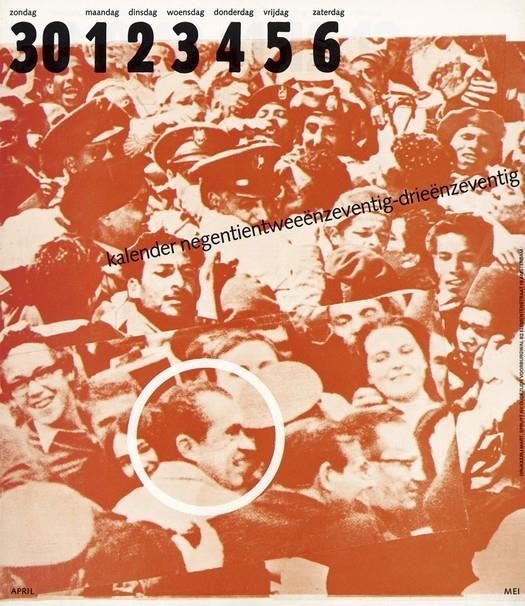 zondag maandag dinsdag woensdag donderdag vrijdag zaterdag
30 1 2 3 4 5 6
kalender negentientweeënzeventig-drieënzeventig
APRIL MEI